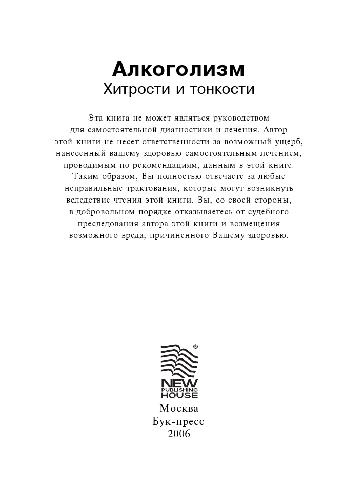 Алкоголизм
Хитрости и тонкости
Эта книга не может являться руководством
для самостоятельной диагностики и лечения. Автор
этой книги не несет ответственности за возможный ущерб,
нанесенный вашему здоровью самостоятельным лечением,
проводимым по рекомендациям, данным в этой книге.
Таким образом, Вы полностью отвечаете за любые
неправильные трактования, которые могут возникнуть
вследствие чтения этой книги. Вы, со своей стороны,
в добровольном порядке отказываетесь от судебного
преследования автора этой книги и возмещения
возможного вреда, причиненного Вашему здоровью.
®
NEW
PUBLISHING
HOUSE
Москва
Бук-пресс
2006